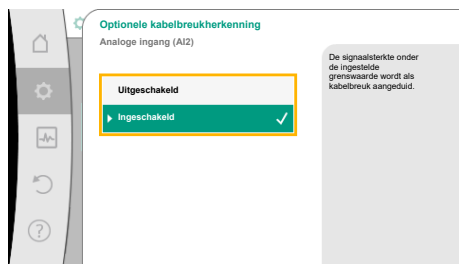 Optionele kabelbreukherkenning
Analoge ingang (AI2)
Uitgeschakeld
Ingeschakeld
De signaalsterkte onder
de ingestelde
grenswaarde wordt als
kabelbreuk aangeduid.
?